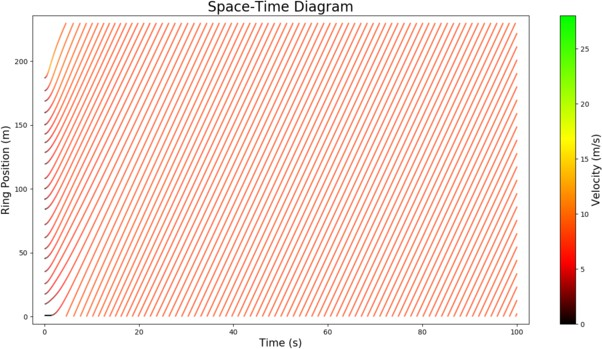 Space-Time Diagram
Ring Position (m)
200
150
100
50
0
0 20 40 60 80 100
Time (s)
25
20
15
10
5
0
Velocity (m/s)